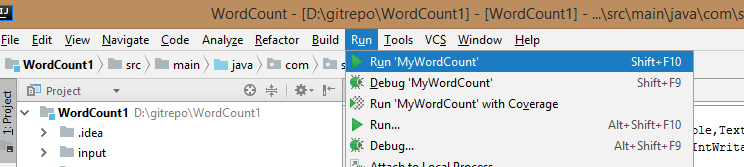 WordCount - [D:\gitrepo\WordCount1] - [WordCount1] - ...\src\main\java\com\s
File Edit View Navigate Code Analyze Refactor Build Run Tools VCS Window Help
WordCount1 src main java com s
Run 'MyWordCount' Shift+F10
1: Project
Project
Debug 'MyWordCount' Shift+F9
WordCount1 D:\gitrepo\WordCount1
Run 'MyWordCount' with Coverage
.idea
Run... Alt+Shift+F10
ole,Text
input
Debug... Alt+Shift+F9
IntWrita
Attach to Local Process